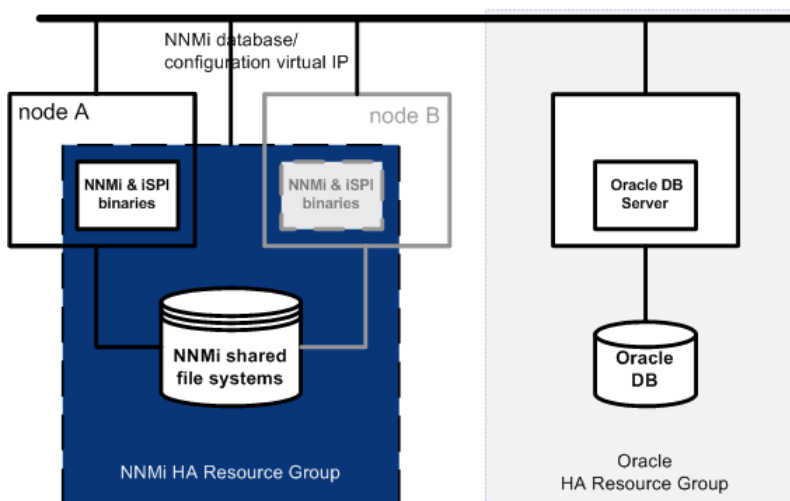 NNMi database/
configuration virtual IP
node A
node B
NNMi & iSPI
binaries
NNMi & iSPI
binaries
Oracle DB
Server
NNMi shared
file systems
Oracle
DB
NNMi HA Resource Group
Oracle
HA Resource Group